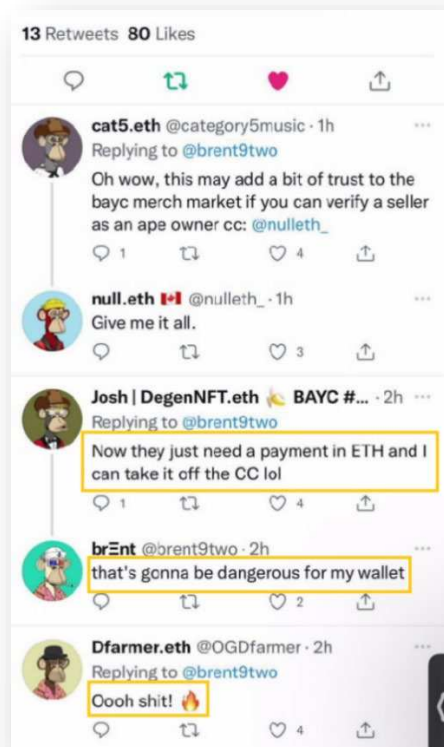 13 Retweets 80 Likes
cat5.eth @category5music · 1h
Replying to @brent9two
Oh wow, this may add a bit of trust to the
bayc merch market if you can verify a seller
as an ape owner cc: @nulleth_
1 4
null.eth 🇨🇦 @nulleth_ · 1h
Give me it all.
3
Josh | DegenNFT.eth 🍌 BAYC #... · 2h
Replying to @brent9two
Now they just need a payment in ETH and I
can take it off the CC lol
1 4
brΞnt @brent9two · 2h
that's gonna be dangerous for my wallet
2
Dfarmer.eth @OGDfarmer · 2h
Replying to @brent9two
Oooh shit! 🔥
4